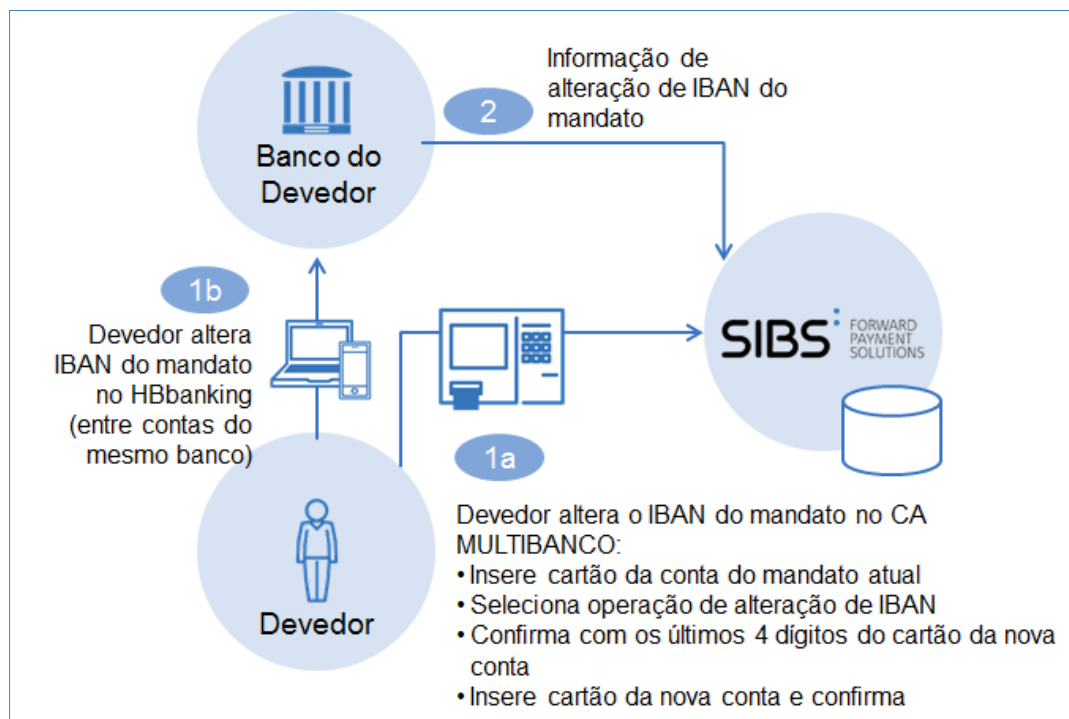 Informação de
alteração de IBAN do
mandato
2
Banco do
Devedor
1b
Devedor altera
IBAN do mandato
no HBbanking
(entre contas do
mesmo banco)
SIBS FORWARD
PAYMENT
SOLUTIONS
1a
Devedor altera o IBAN do mandato no CA
MULTIBANCO:
• Insere cartão da conta do mandato atual
• Seleciona operação de alteração de IBAN
• Confirma com os últimos 4 dígitos do cartão da nova
conta
• Insere cartão da nova conta e confirma
Devedor